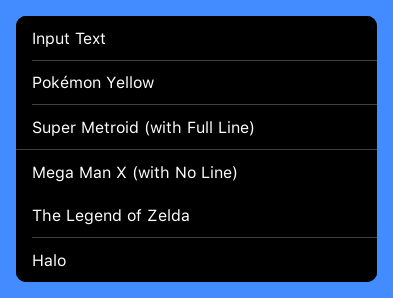 Input Text
Pokémon Yellow
Super Metroid (with Full Line)
Mega Man X (with No Line)
The Legend of Zelda
Halo